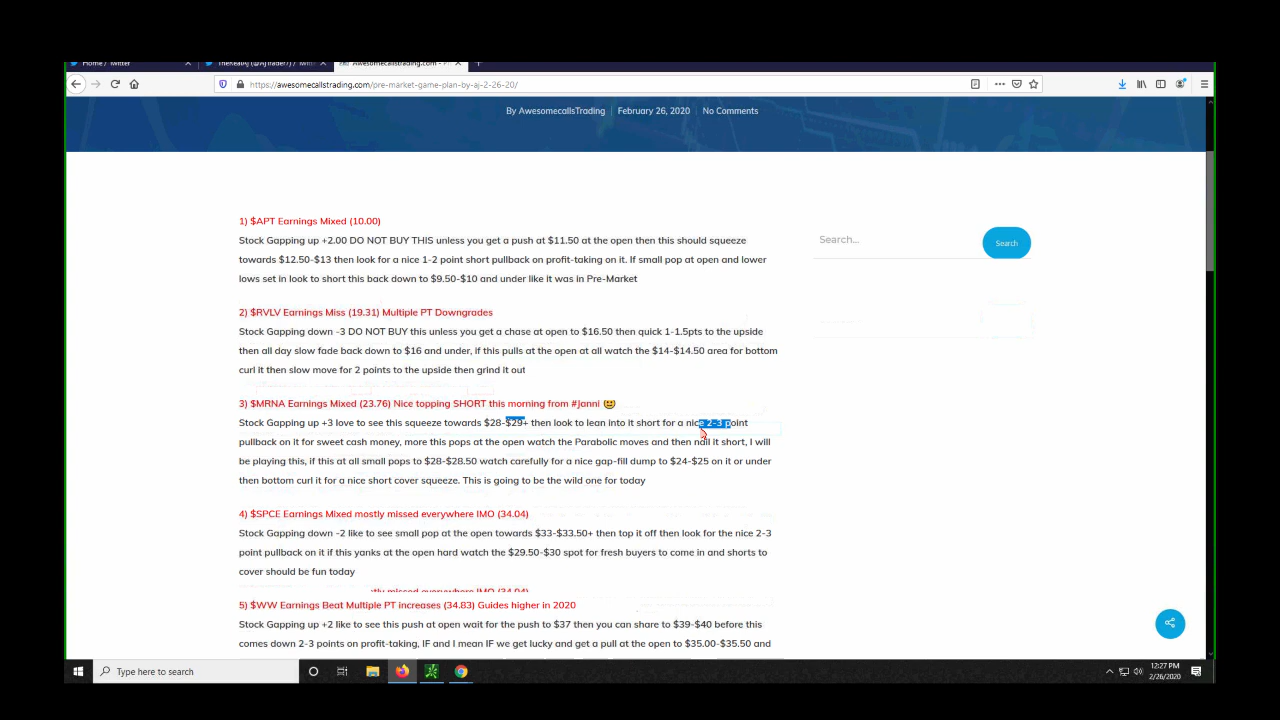 Home / Twitter
Awesomecallstrading.com - P
https://awesomecallstrading.com/pre-market-game-plan-by-aj-2-26-20/
By AwesomecallsTrading | February 26, 2020 | No Comments
1) $APT Earnings Mixed (10.00)
Stock Gapping up +2.00 DO NOT BUY THIS unless you get a push at $11.50 at the open then this should squeeze
towards $12.50-$13 then look for a nice 1-2 point short pullback on profit-taking on it. If small pop at open and lower
lows set in look to short this back down to $9.50-$10 and under like it was in Pre-Market
Search...
Search
2) $RVLV Earnings Miss (19.31) Multiple PT Downgrades
Stock Gapping down -3 DO NOT BUY this unless you get a chase at open to $16.50 then quick 1-1.5pts to the upside
then all day slow fade back down to $16 and under, if this pulls at the open at all watch the $14-$14.50 area for bottom
curl it then slow move for 2 points to the upside then grind it out
3) $MRNA Earnings Mixed (23.76) Nice topping SHORT this morning from #Janni 😀
Stock Gapping up +3 love to see this squeeze towards $28-$29+ then look to lean into it short for a nice 2-3 point
pullback on it for sweet cash money, more this pops at the open watch the Parabolic moves and then nail it short, I will
be playing this, if this at all small pops to $28-$28.50 watch carefully for a nice gap-fill dump to $24-$25 on it or under
then bottom curl it for a nice short cover squeeze. This is going to be the wild one for today
4) $SPCE Earnings Mixed mostly missed everywhere IMO (34.04)
Stock Gapping down -2 like to see small pop at the open towards $33-$33.50+ then top it off then look for the nice 2-3
point pullback on it if this yanks at the open hard watch the $29.50-$30 spot for fresh buyers to come in and shorts to
cover should be fun today
tly missed everywhere IMO (34.04)
5) $WW Earnings Beat Multiple PT increases (34.83) Guides higher in 2020
Stock Gapping up +2 like to see this push at open wait for the push to $37 then you can share to $39-$40 before this
comes down 2-3 points on profit-taking, IF and I mean IF we get lucky and get a pull at the open to $35.00-$35.50 and
Type here to search
12:27 PM
2/26/2020